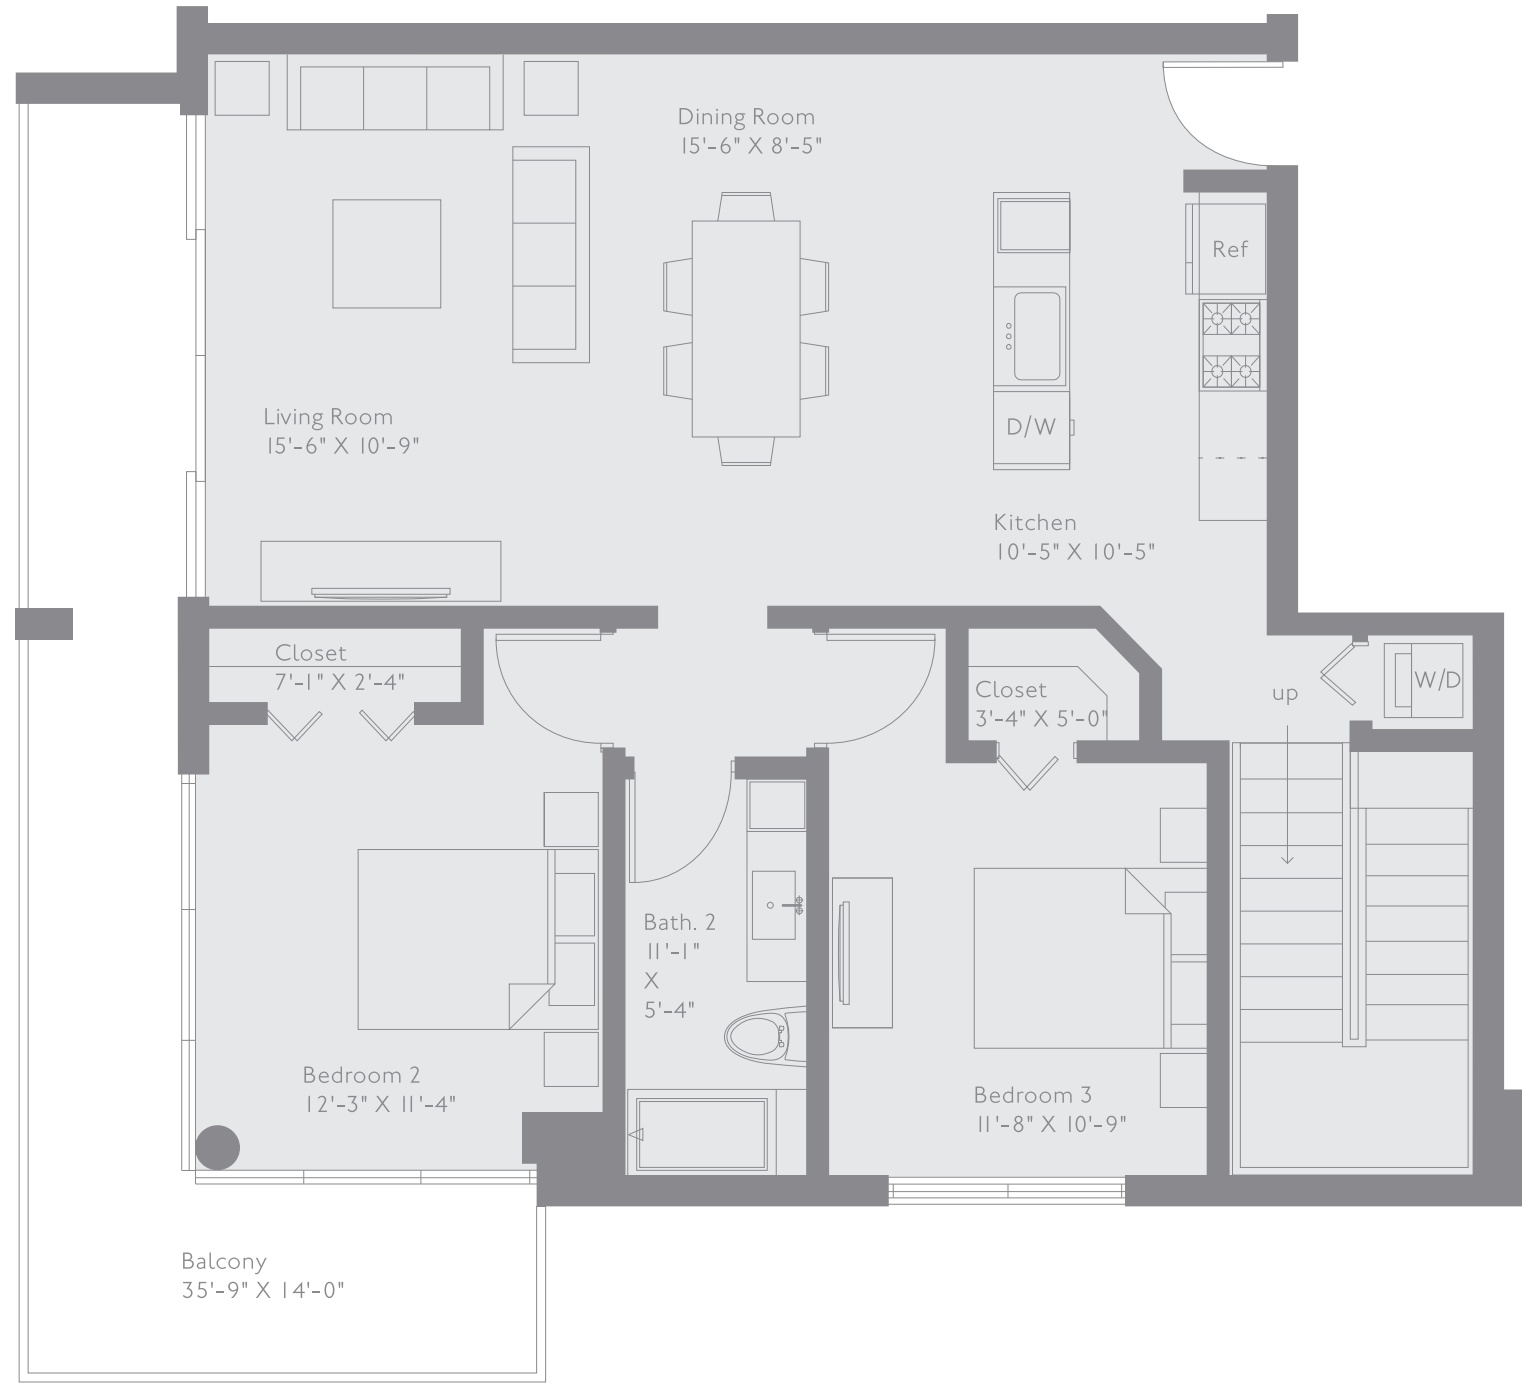 Dining Room
15'-6" X 8'-5"
Ref
Living Room
15'-6" X 10'-9"
D/W
Kitchen
10'-5" X 10'-5"
Closet
7'-1" X 2'-4"
Closet
3'-4" X 5'-0"
up
W/D
Bath. 2
11'-1"
X
5'-4"
Bedroom 2
12'-3" X 11'-4"
Bedroom 3
11'-8" X 10'-9"
Balcony
35'-9" X 14'-0"